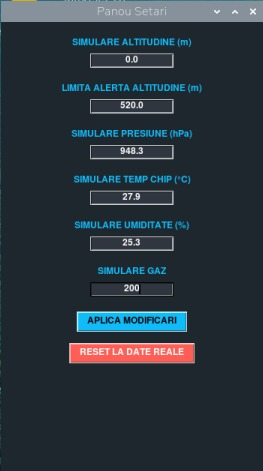 Panou Setari
SIMULARE ALTITUDINE (m)
0.0
LIMITA ALERTA ALTITUDINE (m)
520.0
SIMULARE PRESIUNE (hPa)
948.3
SIMULARE TEMP CHIP (°C)
27.9
SIMULARE UMIDITATE (%)
25.3
SIMULARE GAZ
200
APLICA MODIFICARI
RESET LA DATE REALE